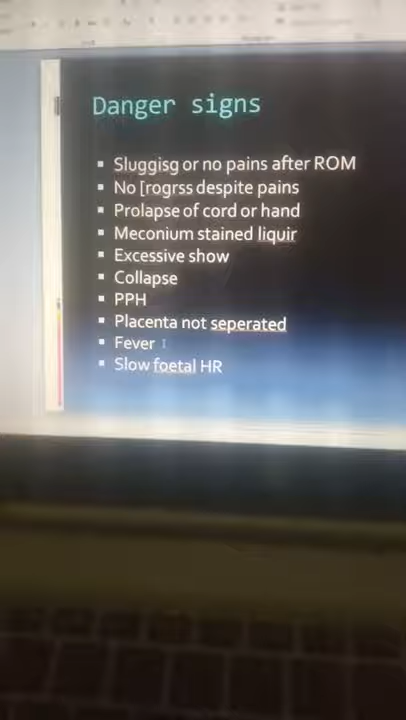 Danger signs
Sluggisg or no pains after ROM
No [rogrss despite pains
Prolapse of cord or hand
Meconium stained liquir
Excessive show
Collapse
PPH
Placenta not seperated
Fever
Slow foetal HR